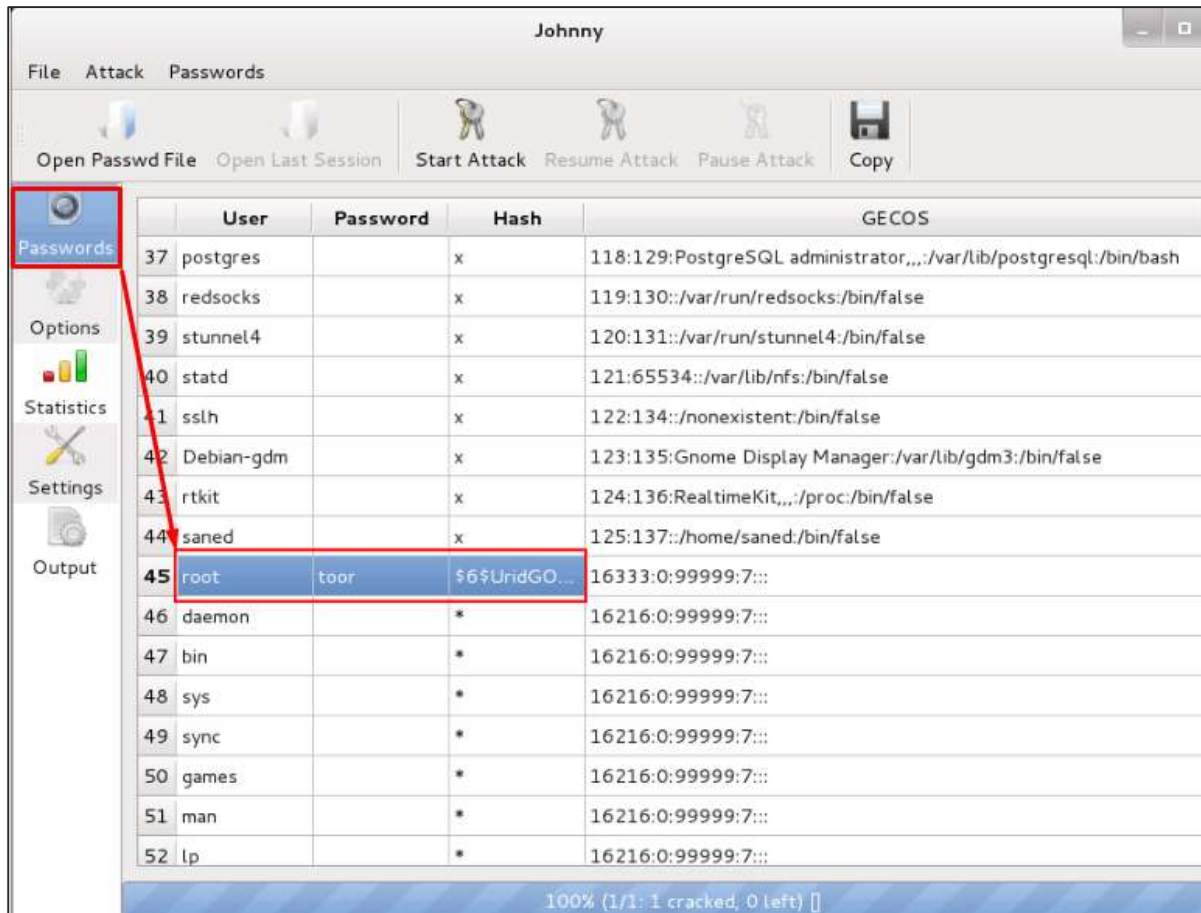 Johnny
File Attack Passwords
Open Passwd File Open Last Session Start Attack Resume Attack Pause Attack Copy
Passwords
Options
Statistics
Settings
Output
User Password Hash GECOS
37 postgres x 118:129:PostgreSQL administrator,,,:/var/lib/postgresql:/bin/bash
38 redsocks x 119:130::/var/run/redsocks:/bin/false
39 stunnel4 x 120:131::/var/run/stunnel4:/bin/false
40 statd x 121:65534::/var/lib/nfs:/bin/false
41 sslh x 122:134::/nonexistent:/bin/false
42 Debian-gdm x 123:135:Gnome Display Manager:/var/lib/gdm3:/bin/false
43 rtkit x 124:136:RealtimeKit,,,:/proc:/bin/false
44 saned x 125:137::/home/saned:/bin/false
45 root toor $6$UridGO... 16333:0:99999:7:::
46 daemon * 16216:0:99999:7:::
47 bin * 16216:0:99999:7:::
48 sys * 16216:0:99999:7:::
49 sync * 16216:0:99999:7:::
50 games * 16216:0:99999:7:::
51 man * 16216:0:99999:7:::
52 lp * 16216:0:99999:7:::
100% (1/1: 1 cracked, 0 left) []